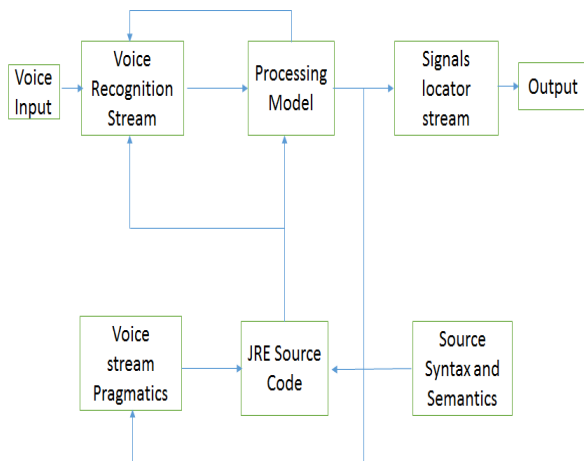 Voice
Input
Voice
Recognition
Stream
Processing
Model
Signals
locator
stream
Output
Voice
stream
Pragmatics
JRE Source
Code
Source
Syntax and
Semantics